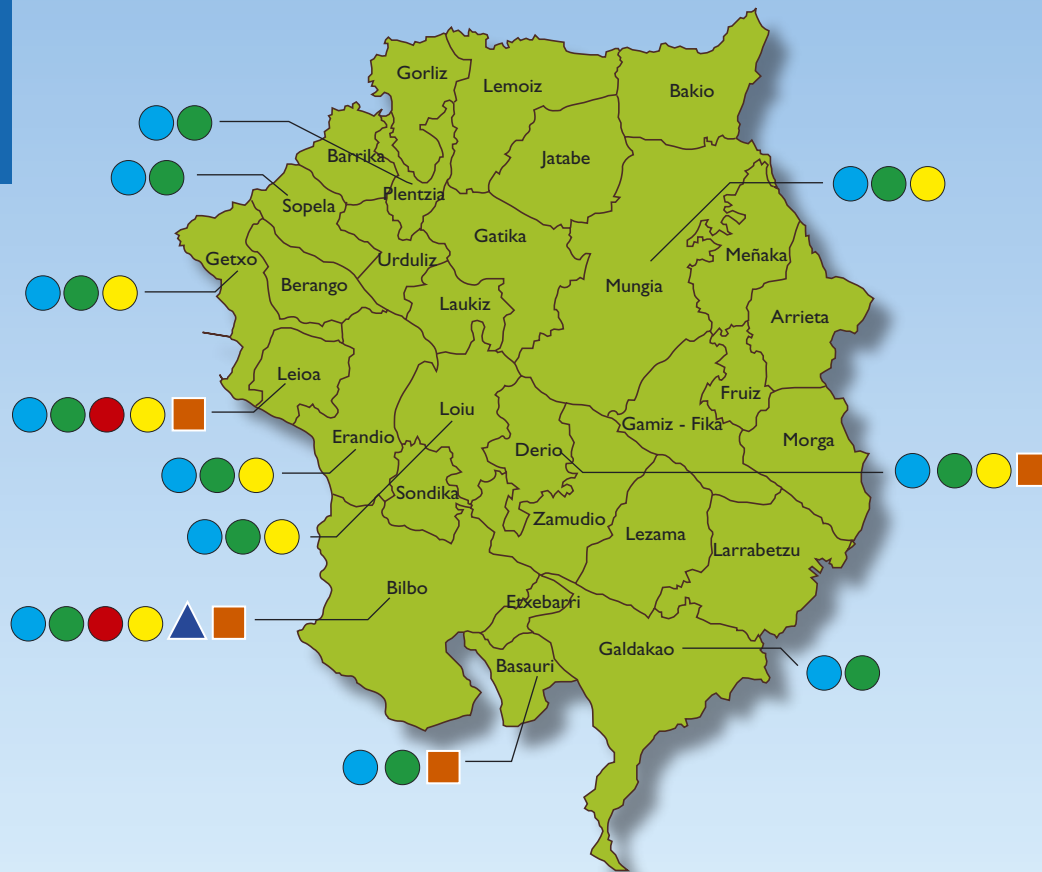 Gorliz
Lemoiz
Bakio
Barrika
Jatabe
Plentzia
Sopela
Gatika
Meñaka
Getxo
Urduliz
Berango
Mungia
Laukiz
Arrieta
Leioa
Fruiz
Loiu
Gamiz - Fika
Erandio
Morga
Derio
Sondika
Zamudio
Lezama
Larrabetzu
Bilbo
Etxebarri
Galdakao
Basauri